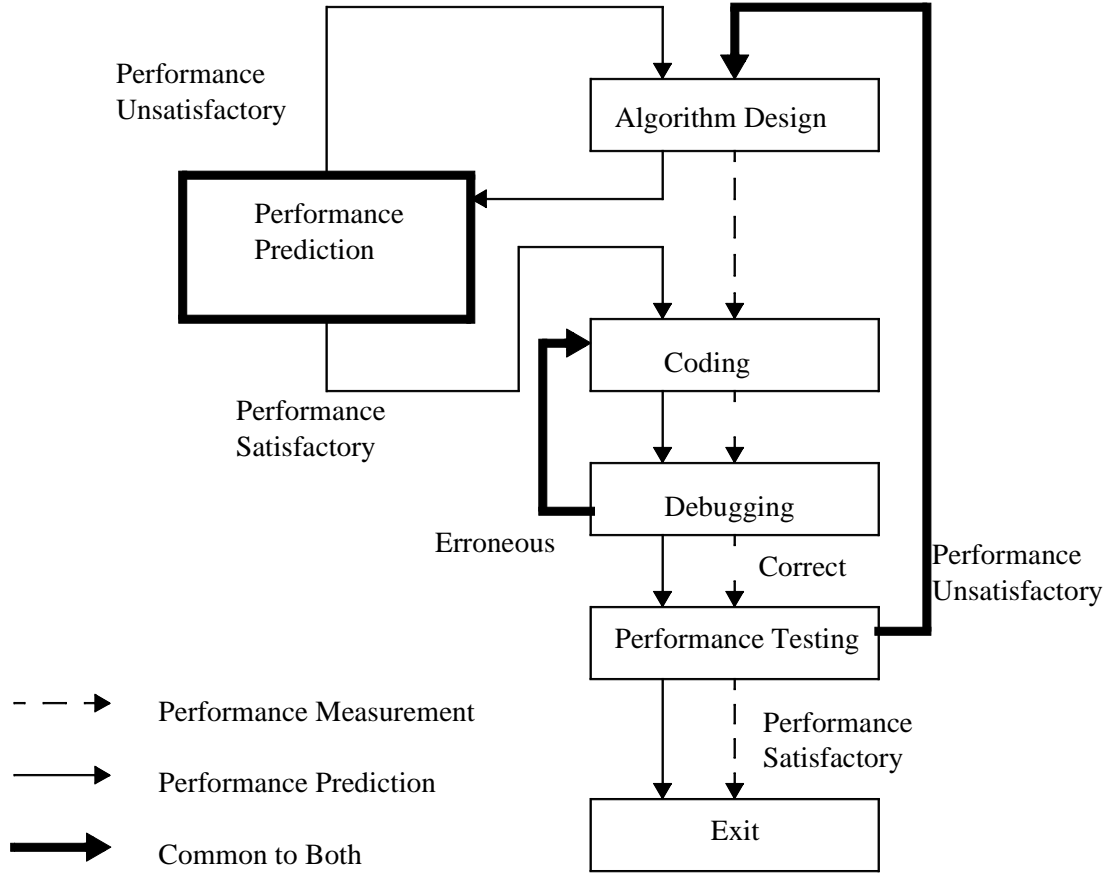 Performance
Unsatisfactory
Algorithm Design
Performance
Prediction
Coding
Performance
Satisfactory
Debugging
Erroneous
Correct
Performance
Unsatisfactory
Performance Testing
Performance Measurement
Performance
Satisfactory
Performance Prediction
Exit
Common to Both